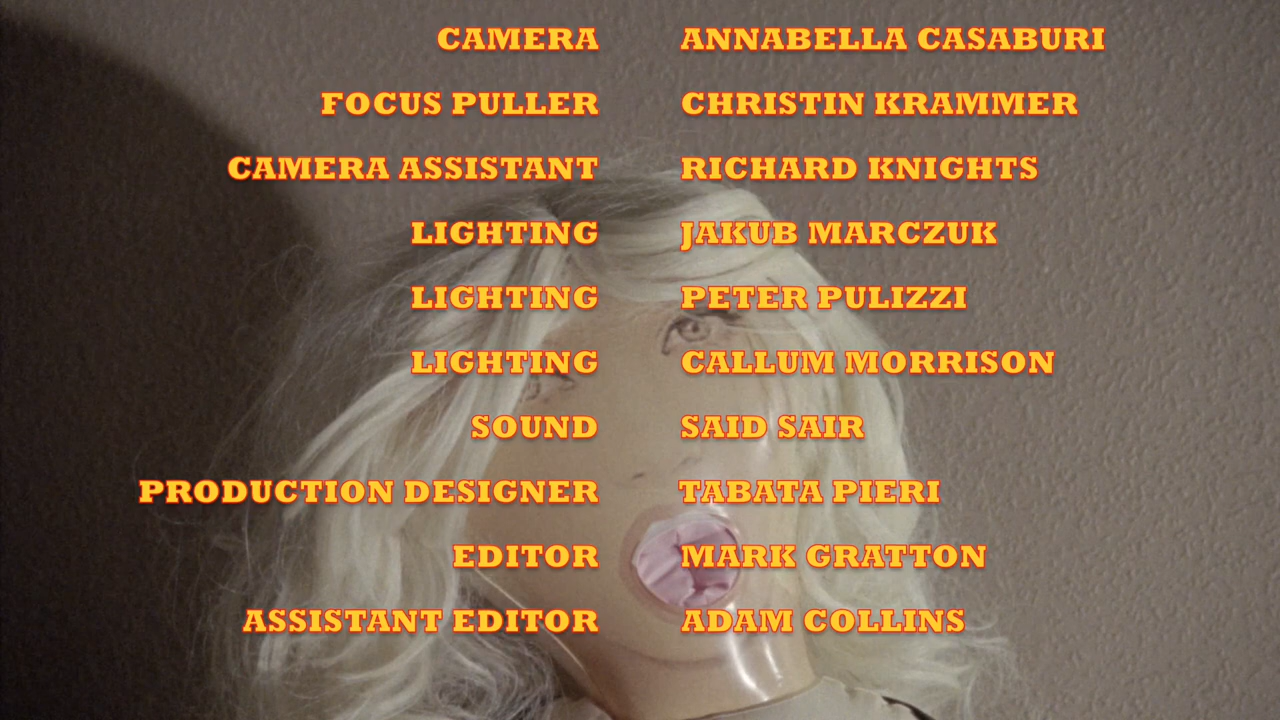 CAMERA ANNABELLA CASABURI
FOCUS PULLER CHRISTIN KRAMMER
CAMERA ASSISTANT RICHARD KNIGHTS
LIGHTING JAKUB MARCZUK
LIGHTING PETER PULIZZI
LIGHTING CALLUM MORRISON
SOUND SAID SAIR
PRODUCTION DESIGNER TABATA PIERI
EDITOR MARK GRATTON
ASSISTANT EDITOR ADAM COLLINS